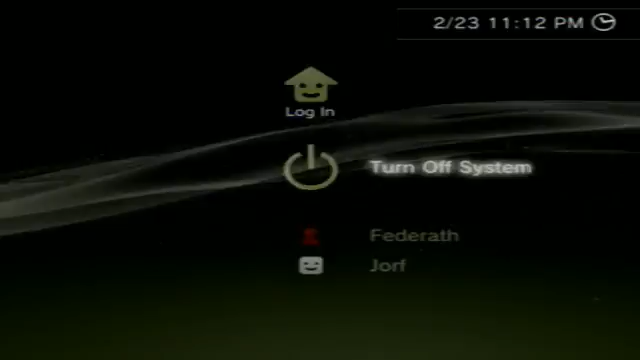 2/23 11:12 PM
Log In
Turn Off System
Federath
Jorf